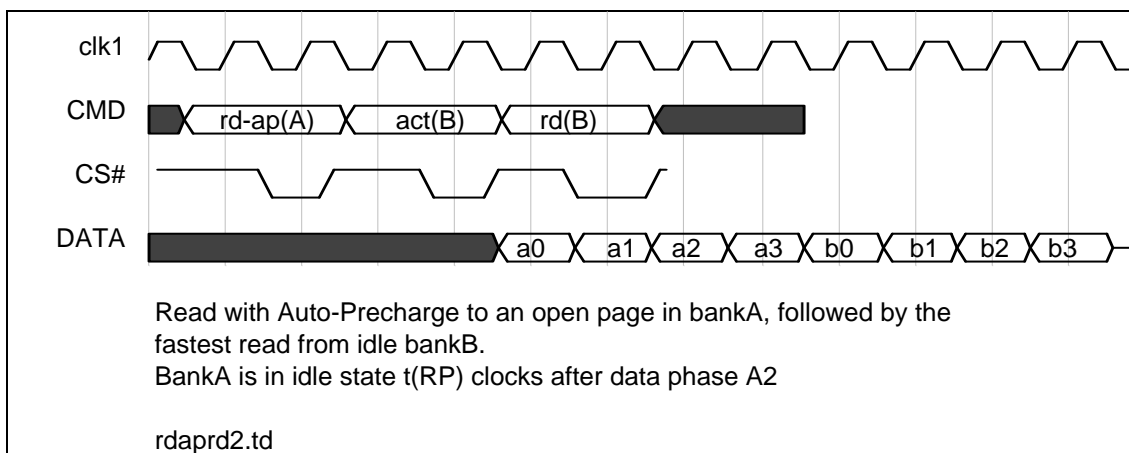 clk1
CMD rd-ap(A) act(B) rd(B)
CS#
DATA a0 a1 a2 a3 b0 b1 b2 b3
Read with Auto-Precharge to an open page in bankA, followed by the
fastest read from idle bankB.
BankA is in idle state t(RP) clocks after data phase A2
rdaprd2.td